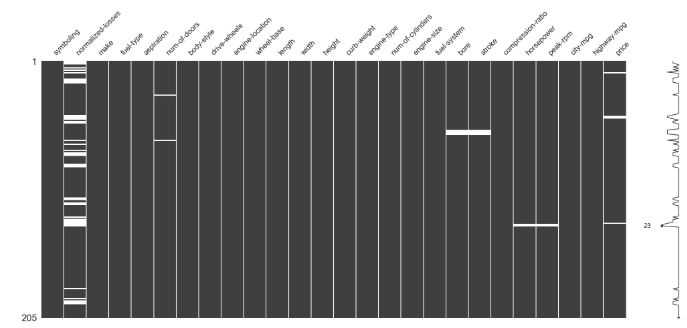 symboling
normalized-losses
make
fuel-type
aspiration
num-of-doors
body-style
drive-wheels
engine-location
wheel-base
length
width
height
curb-weight
engine-type
num-of-cylinders
engine-size
fuel-system
bore
stroke
compression-ratio
horsepower
peak-rpm
city-mpg
highway-mpg
price
1
23
205